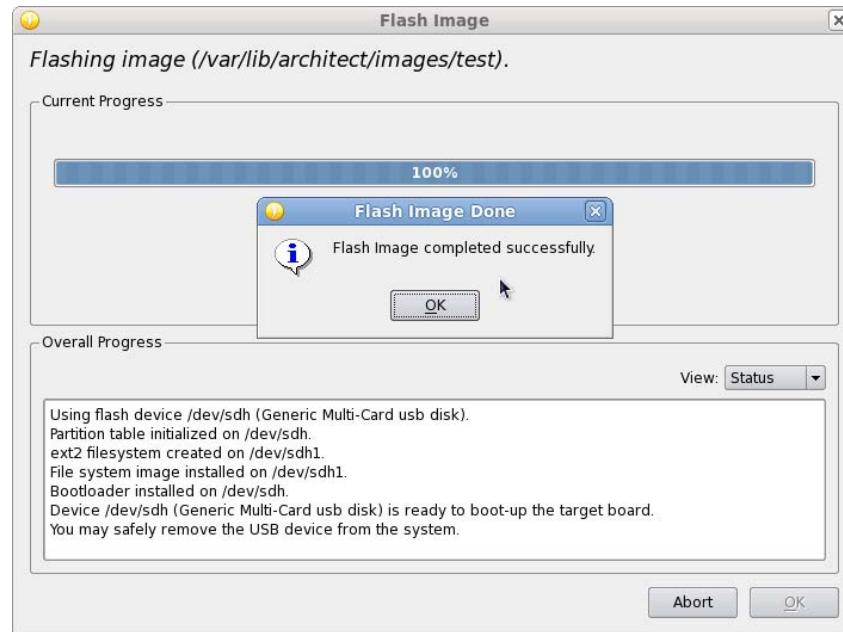 Flash Image
Flashing image (/var/lib/architect/images/test).
Current Progress
100%
Flash Image Done
Flash Image completed successfully.
OK
Overall Progress
View: Status
Using flash device /dev/sdh (Generic Multi-Card usb disk).
Partition table initialized on /dev/sdh.
ext2 filesystem created on /dev/sdh1.
File system image installed on /dev/sdh1.
Bootloader installed on /dev/sdh.
Device /dev/sdh (Generic Multi-Card usb disk) is ready to boot-up the target board.
You may safely remove the USB device from the system.
Abort OK